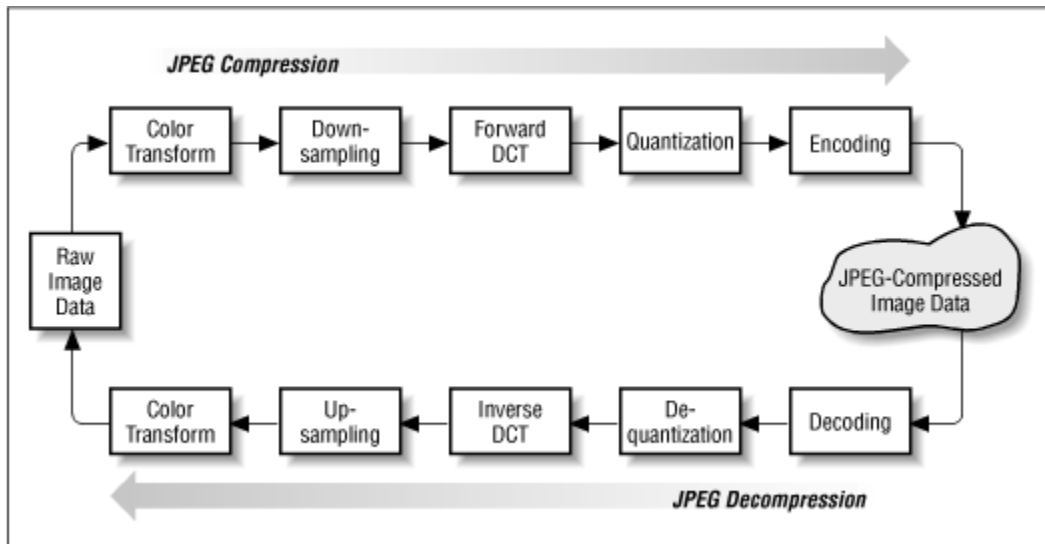 JPEG Compression
Color
Transform
Down-
sampling
Forward
DCT
Quantization
Encoding
Raw
Image
Data
JPEG-Compressed
Image Data
Color
Transform
Up-
sampling
Inverse
DCT
De-
quantization
Decoding
JPEG Decompression